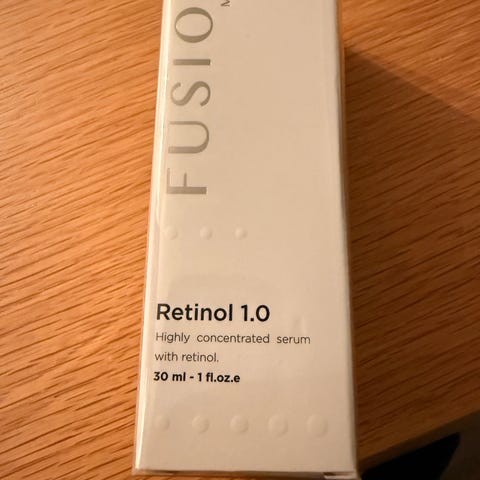 FUSIO
M
Retinol 1.0
Highly concentrated serum
with retinol.
30 ml - 1 fl.oz.e